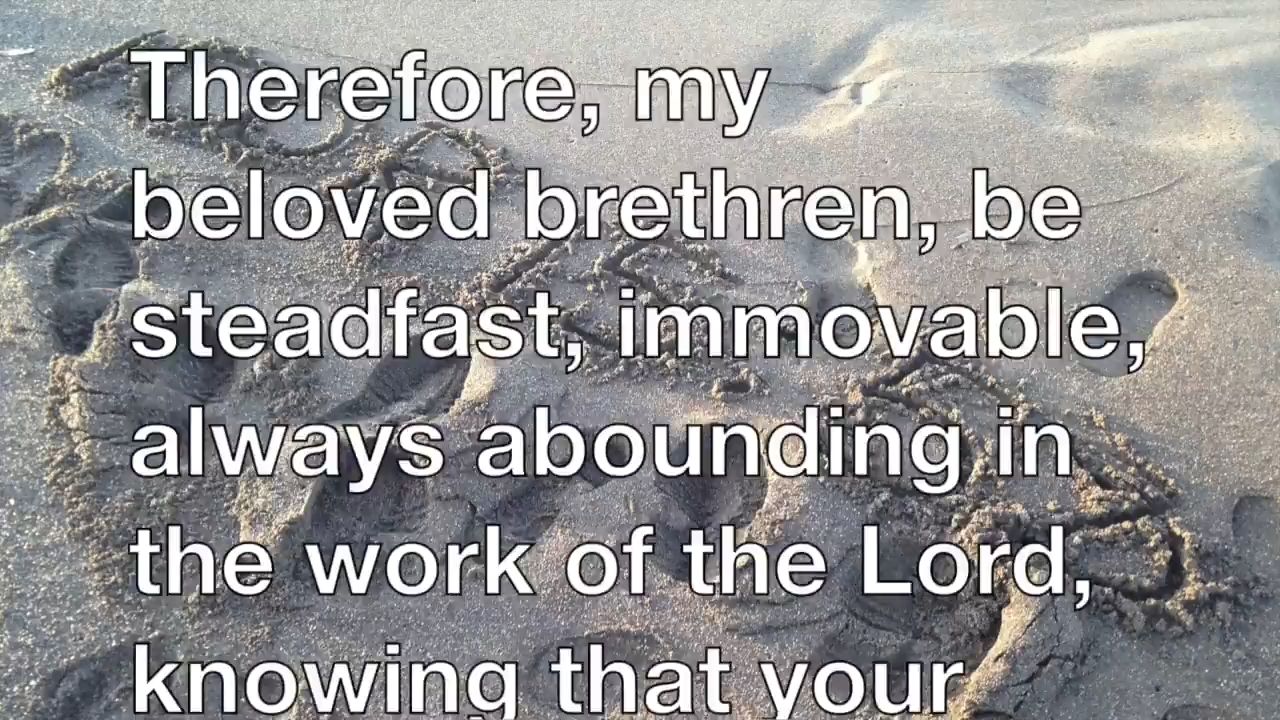 Therefore, my
beloved brethren, be
steadfast, immovable,
always abounding in
the work of the Lord,
knowing that your